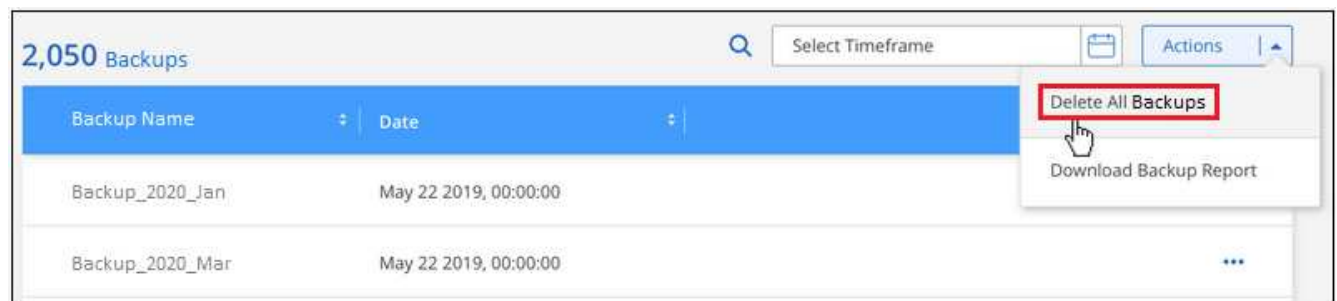 2,050 Backups
Select Timeframe
Actions
Delete All Backups
Download Backup Report
Backup Name
Date
Backup_2020_Jan
May 22 2019, 00:00:00
Backup_2020_Mar
May 22 2019, 00:00:00